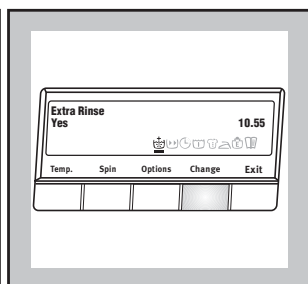 Extra Rinse
Yes 10.55
Temp. Spin Options Change Exit